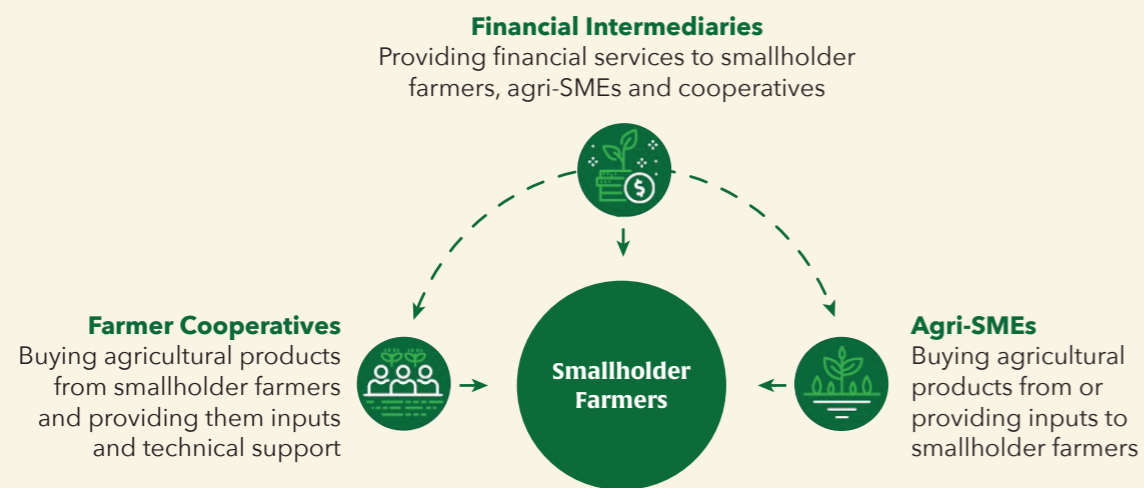 Financial Intermediaries
Providing financial services to smallholder
farmers, agri-SMEs and cooperatives
$
Farmer Cooperatives
Buying agricultural products
from smallholder farmers
and providing them inputs
and technical support
Smallholder
Farmers
Agri-SMEs
Buying agricultural
products from or
providing inputs to
smallholder farmers